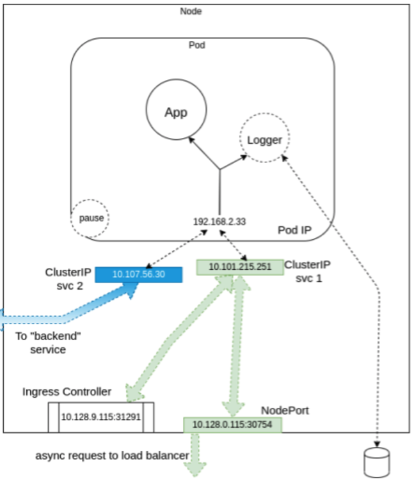 Node
Pod
App
Logger
pause
192.168.2.33
Pod IP
ClusterIP
svc 2
10.107.56.30
10.101.215.251
ClusterIP
svc 1
To "backend"
service
Ingress Controller
10.128.9.115:31291
NodePort
10.128.0.115:30754
async request to load balancer